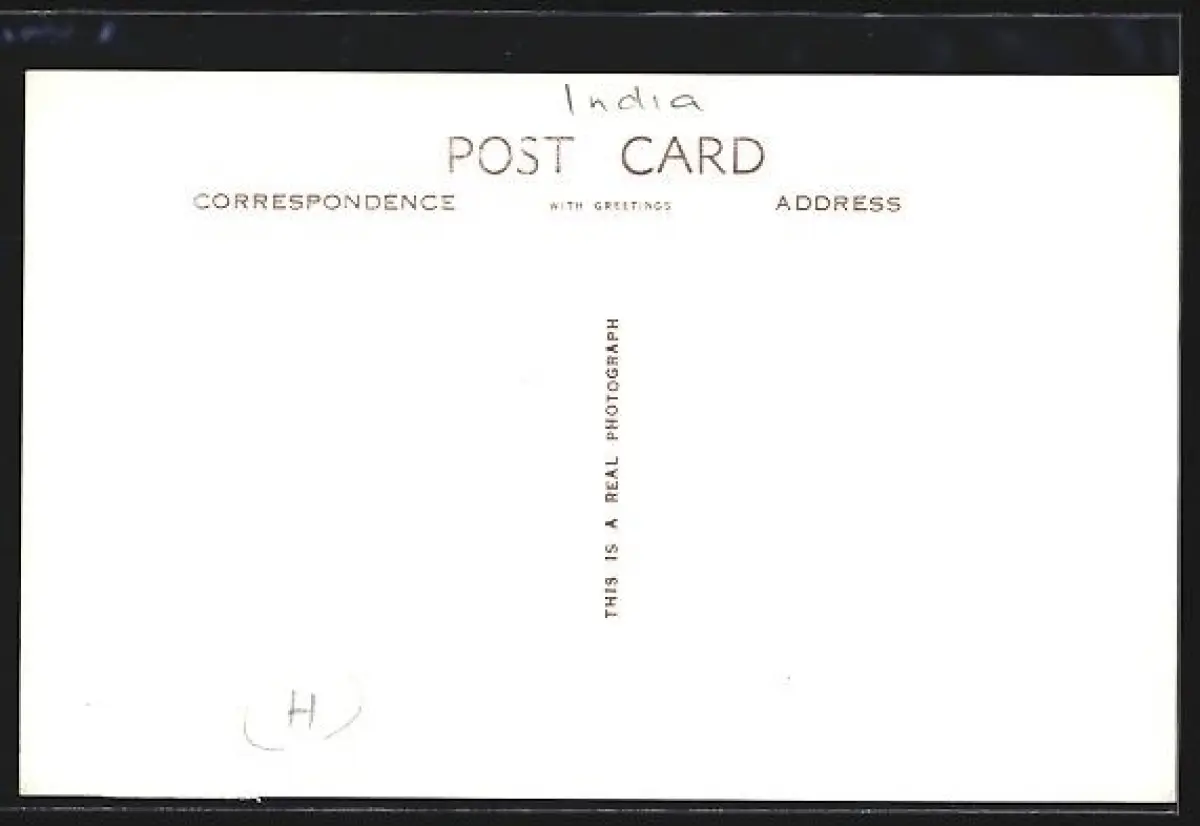 India
POST CARD
CORRESPONDENCE WITH GREETINGS ADDRESS
THIS IS A REAL PHOTOGRAPH
(H)